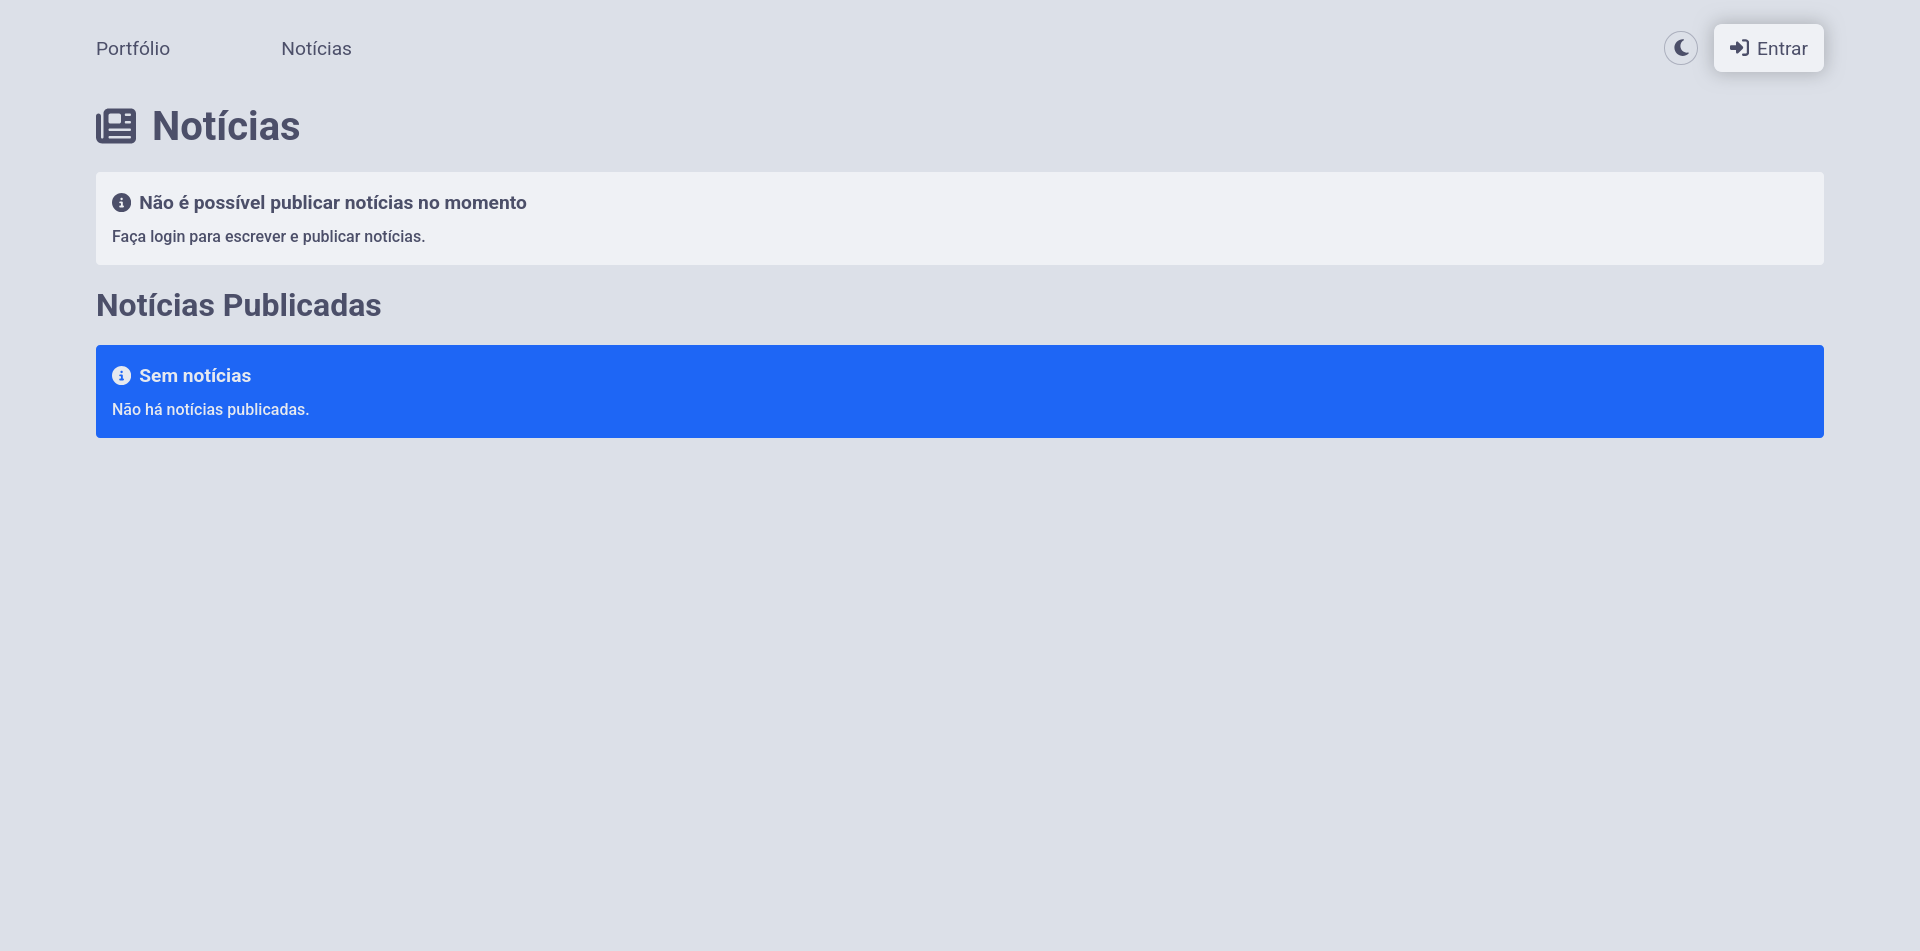 Portfólio
Notícias
Entrar
Notícias
Não é possível publicar notícias no momento
Faça login para escrever e publicar notícias.
Notícias Publicadas
Sem notícias
Não há notícias publicadas.